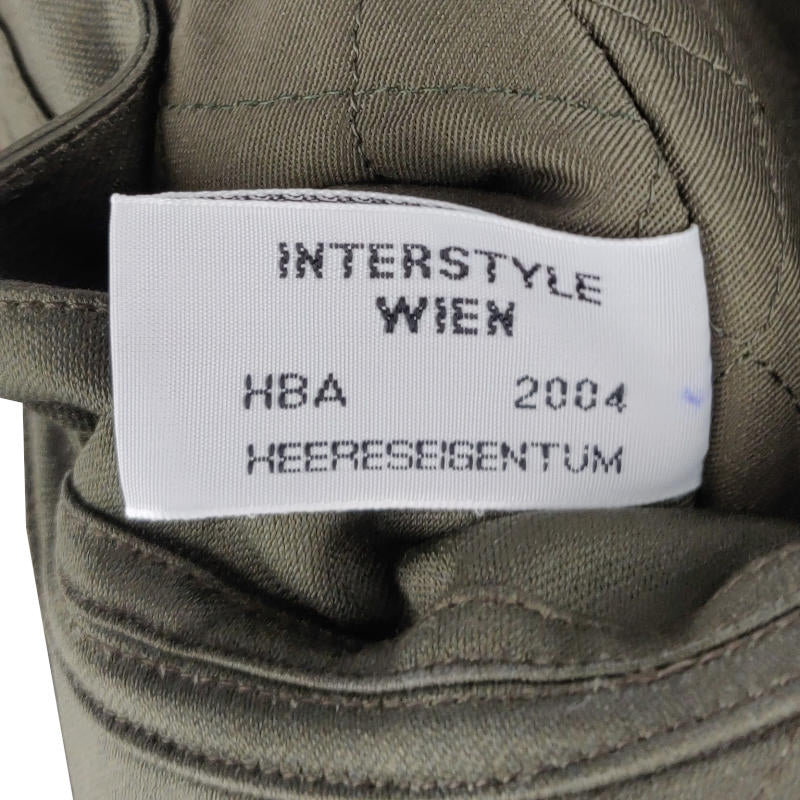 INTERSTYLE
WIEN
HBA 2004
HEERESEIGENTUM